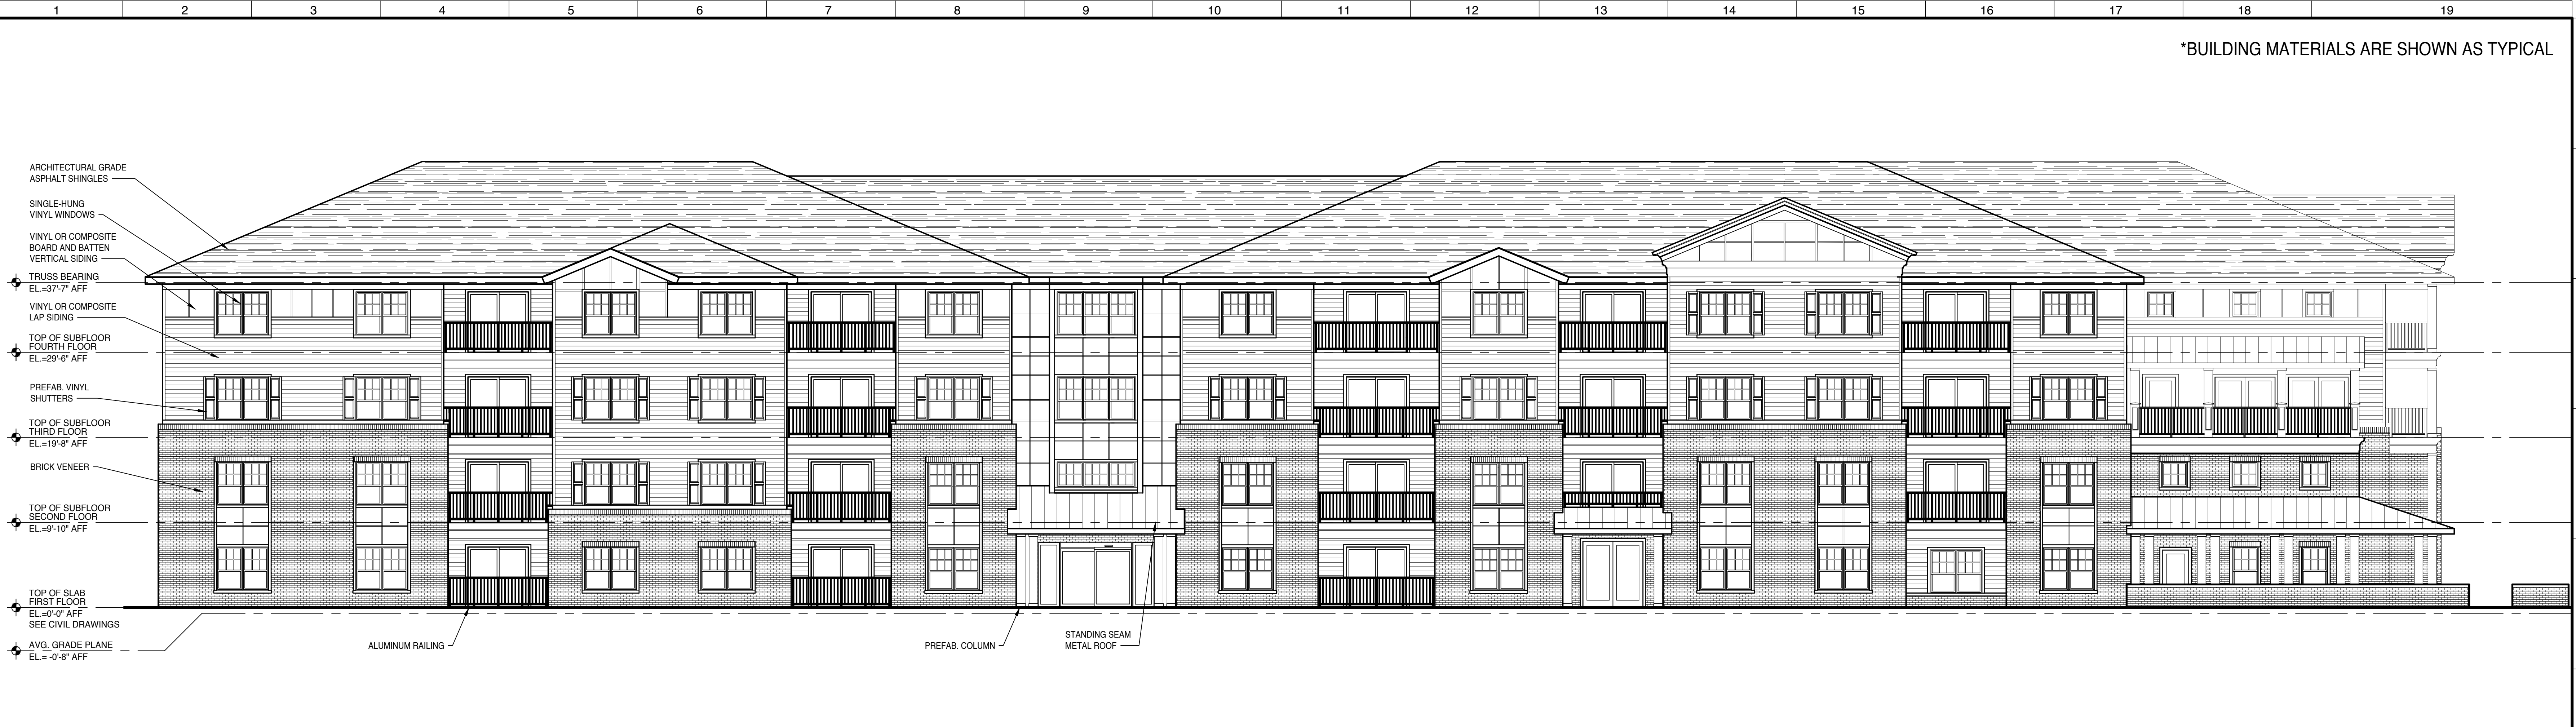 1 2 3 4 5 6 7 8 9 10 11 12 13 14 15 16 17 18 19
*BUILDING MATERIALS ARE SHOWN AS TYPICAL
ARCHITECTURAL GRADE
ASPHALT SHINGLES
SINGLE-HUNG
VINYL WINDOWS
VINYL OR COMPOSITE
BOARD AND BATTEN
VERTICAL SIDING
TRUSS BEARING
EL.=37'-7" AFF
VINYL OR COMPOSITE
LAP SIDING
TOP OF SUBFLOOR
FOURTH FLOOR
EL.=29'-6" AFF
PREFAB. VINYL
SHUTTERS
TOP OF SUBFLOOR
THIRD FLOOR
EL.=19'-8" AFF
BRICK VENEER
TOP OF SUBFLOOR
SECOND FLOOR
EL.=9'-10" AFF
TOP OF SLAB
FIRST FLOOR
EL.=0'-0" AFF
SEE CIVIL DRAWINGS
AVG. GRADE PLANE
EL.= -0'-8" AFF
ALUMINUM RAILING
PREFAB. COLUMN
STANDING SEAM
METAL ROOF